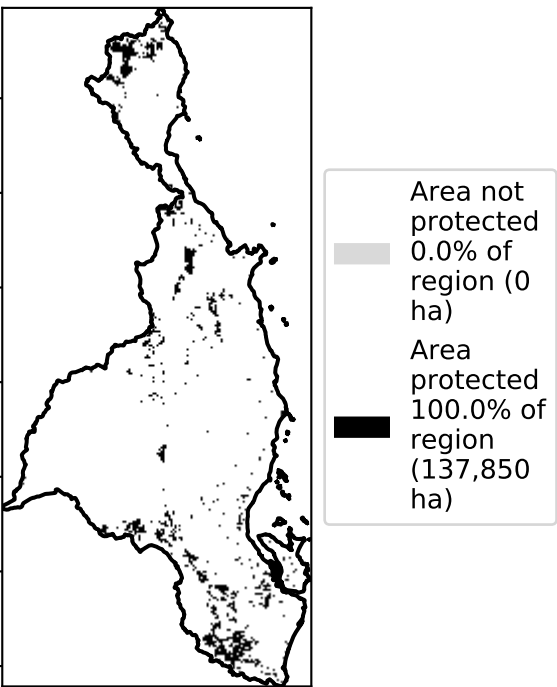 Area not
protected
0.0% of
region (0
ha)
Area
protected
100.0% of
region
(137,850
ha)